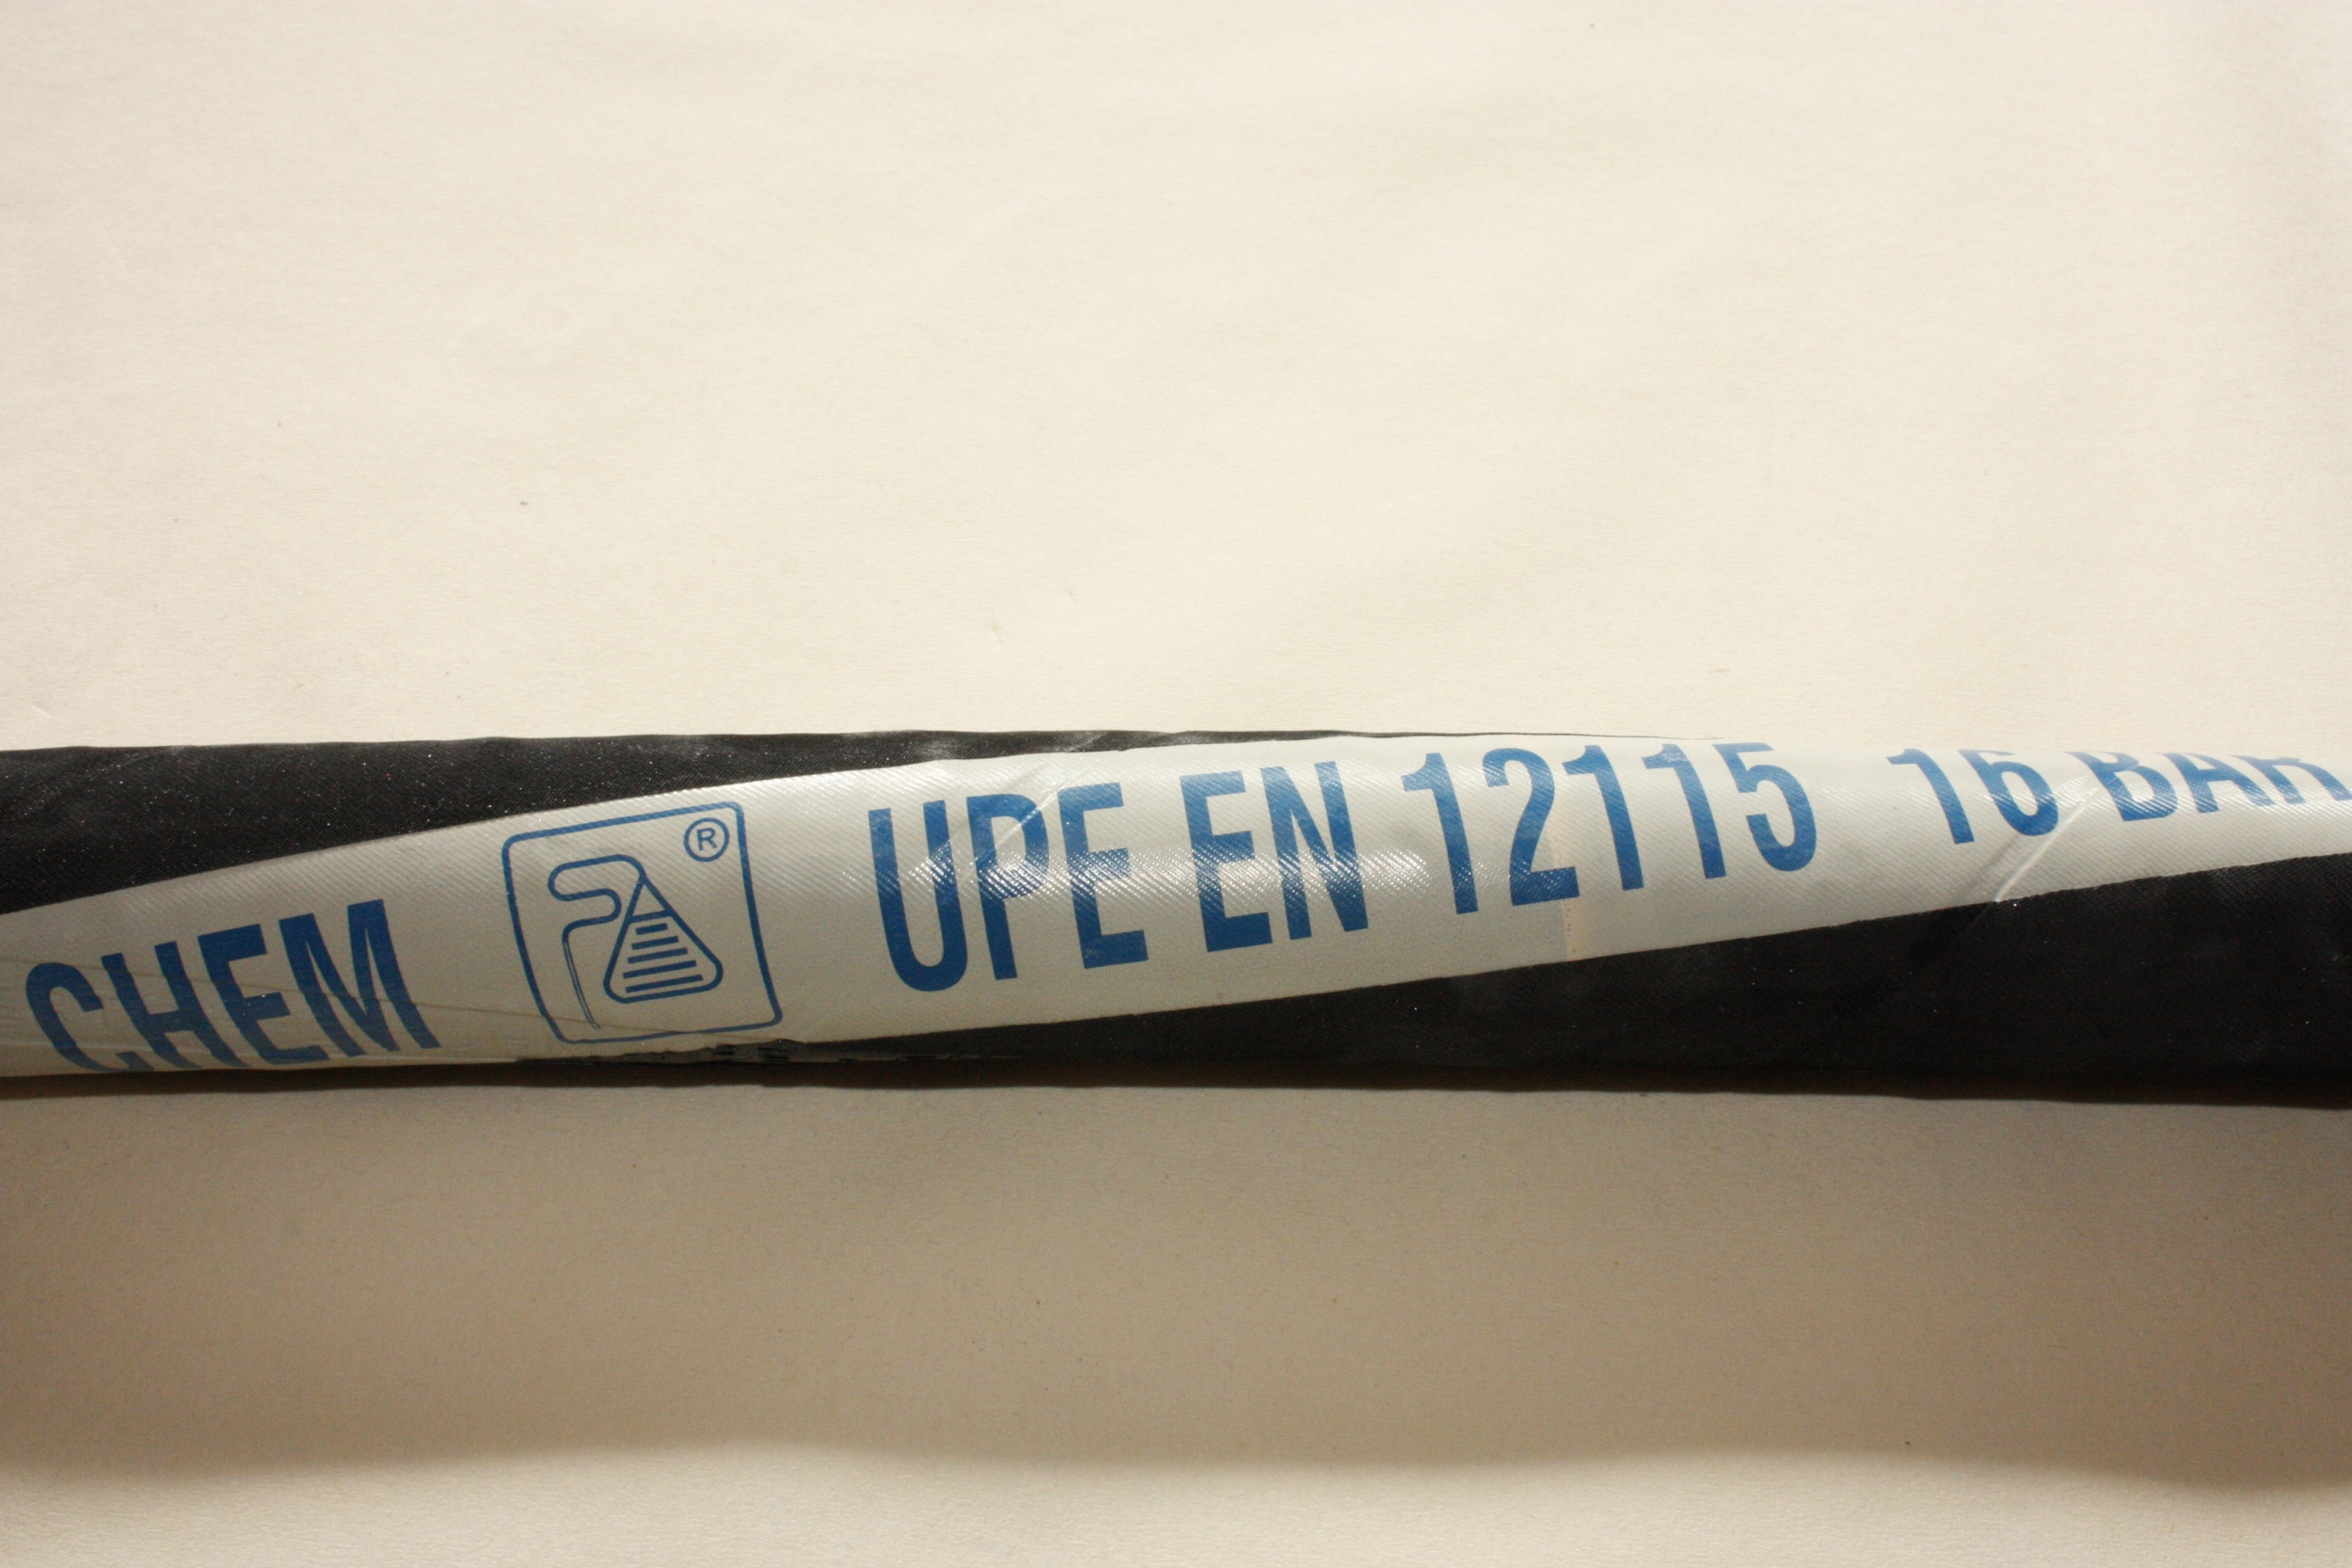 CHEM ® UPE EN 12115 16 BAR